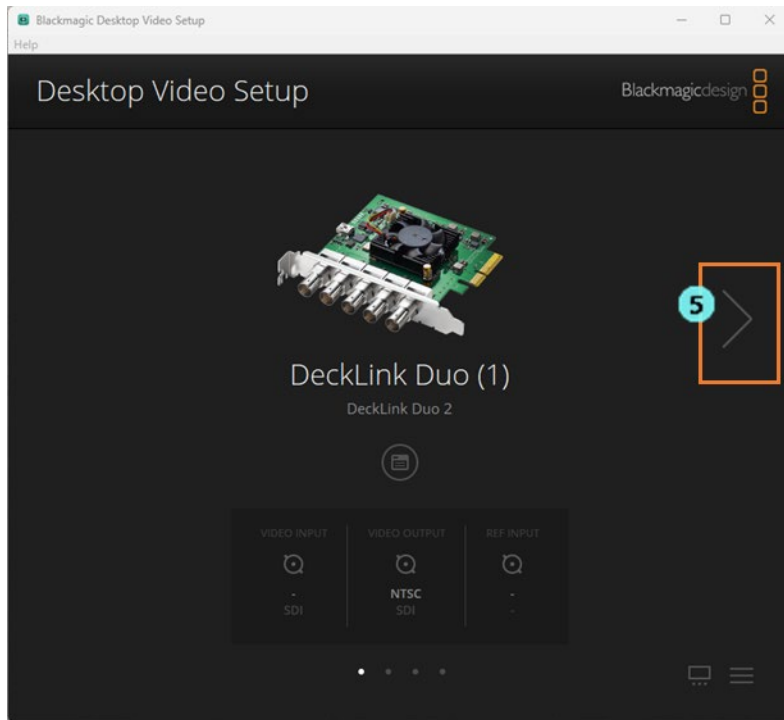 Blackmagic Desktop Video Setup
Help
Desktop Video Setup
Blackmagicdesign
5
DeckLink Duo (1)
DeckLink Duo 2
VIDEO INPUT VIDEO OUTPUT REF INPUT
- NTSC -
SDI SDI -